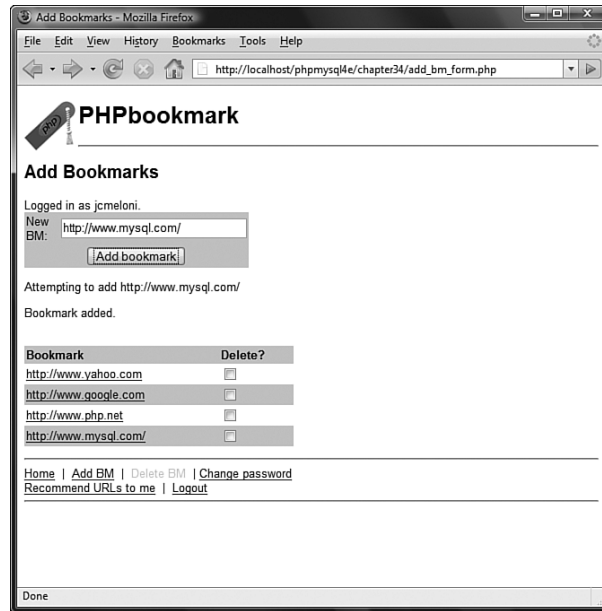 Add Bookmarks - Mozilla Firefox
File Edit View History Bookmarks Tools Help
http://localhost/phpmysql4e/chapter34/add_bm_form.php
php
PHPbookmark
Add Bookmarks
Logged in as jcmeloni.
New
BM:
http://www.mysql.com/
Add bookmark
Attempting to add http://www.mysql.com/
Bookmark added.
Bookmark Delete?
http://www.yahoo.com
http://www.google.com
http://www.php.net
http://www.mysql.com/
Home | Add BM | Delete BM | Change password
Recommend URLs to me | Logout
Done